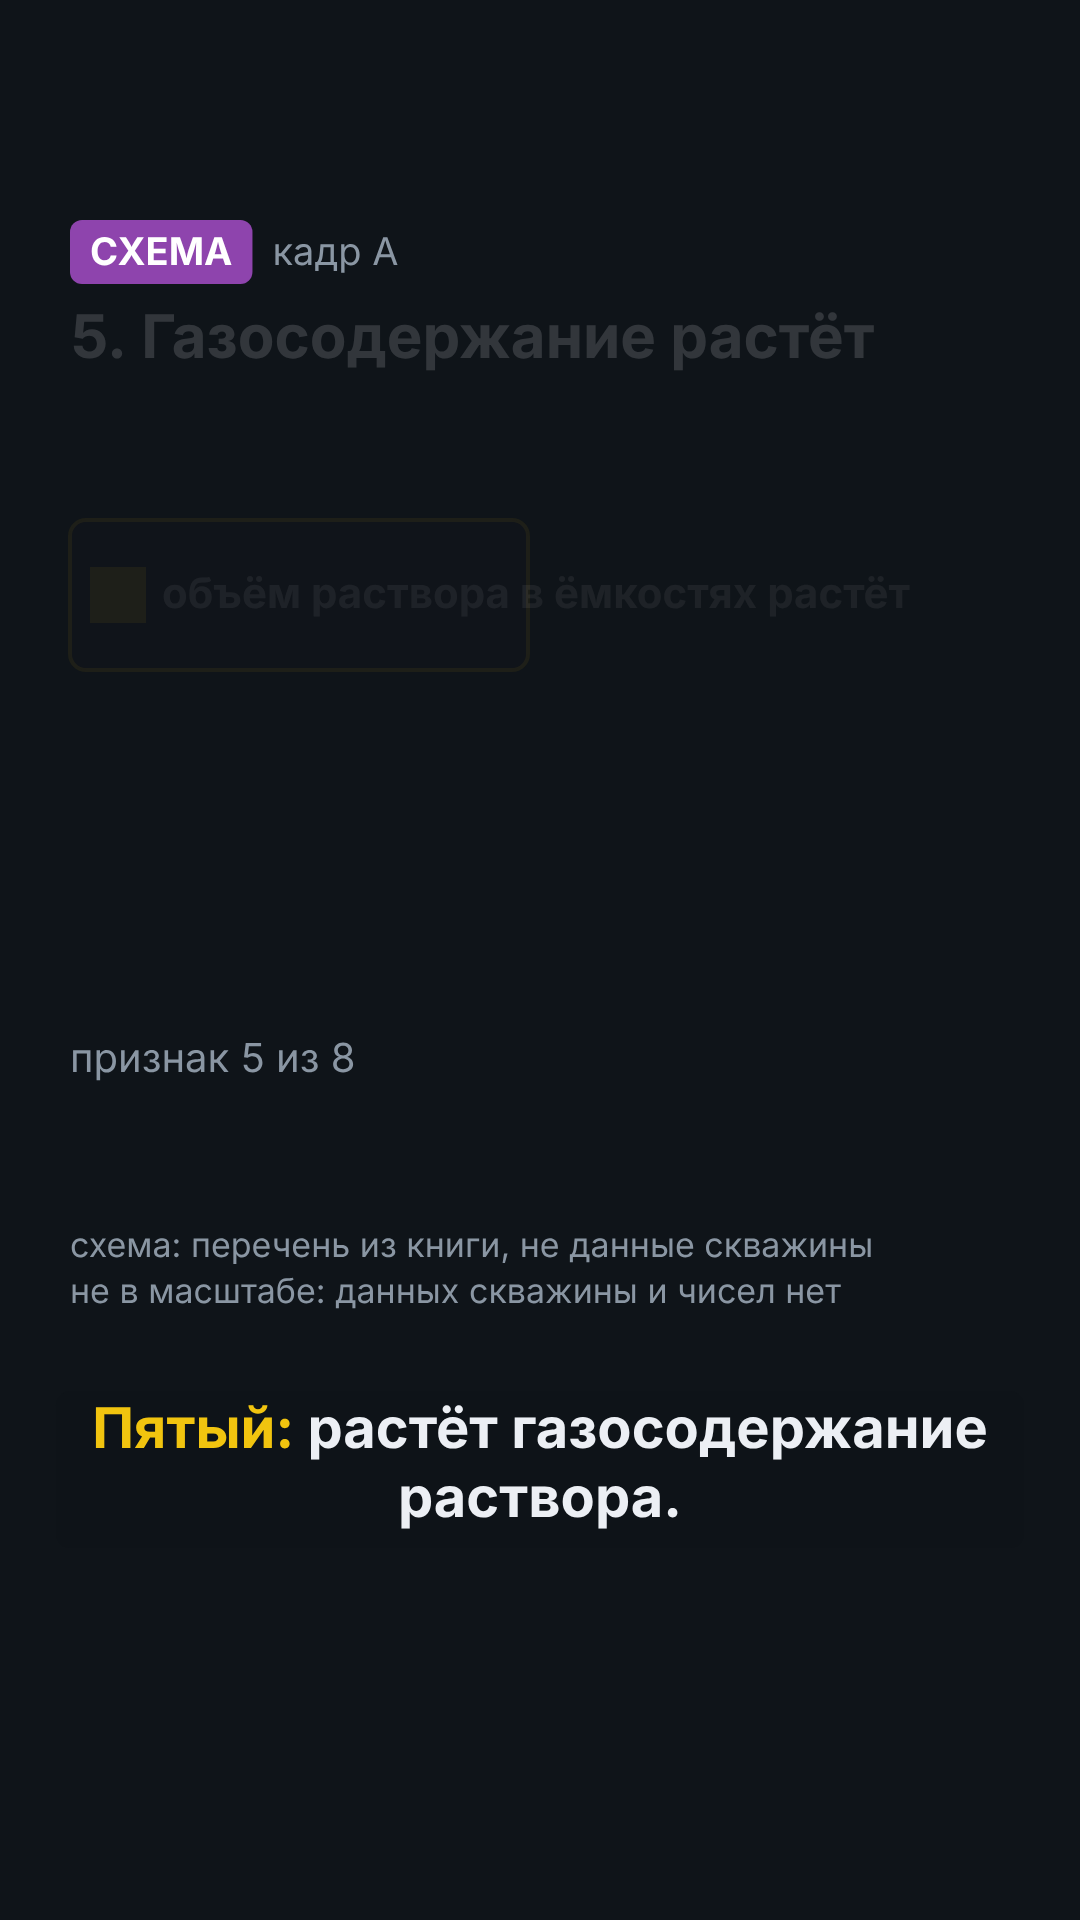 СХЕМА кадр А
5. Газосодержание растёт
объём раствора в ёмкостях растёт
признак 5 из 8
схема: перечень из книги, не данные скважины
не в масштабе: данных скважины и чисел нет
Пятый: растёт газосодержание
раствора.